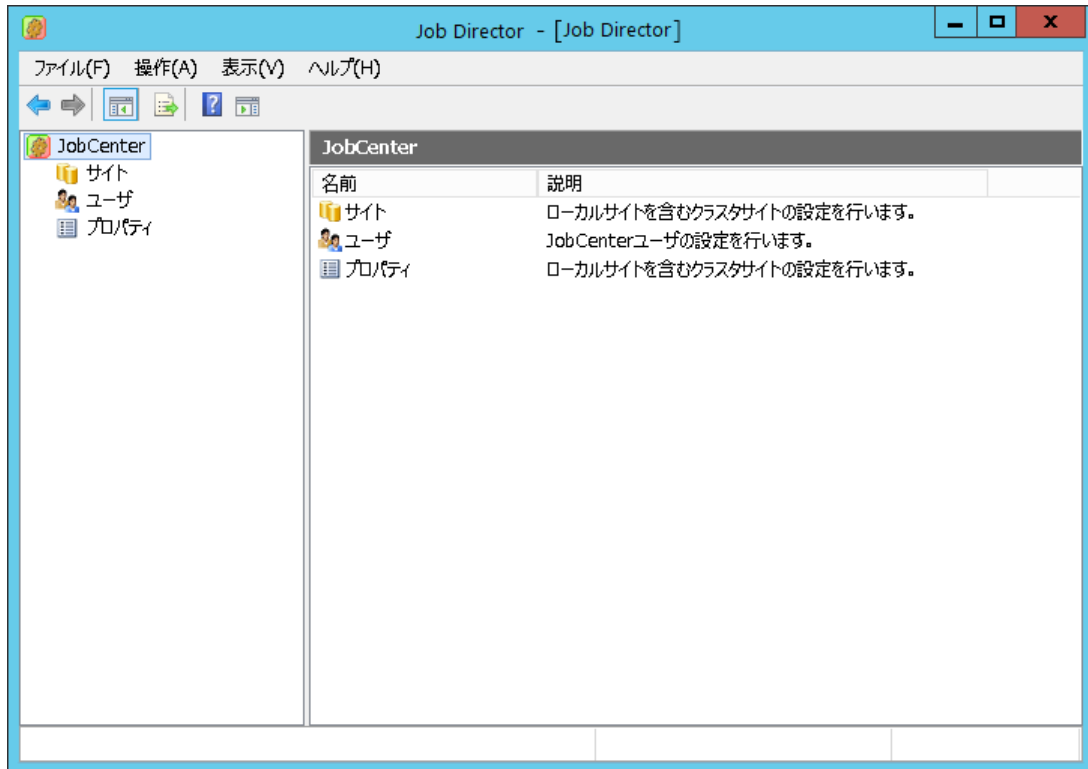 Job Director - [Job Director]
ファイル(F) 操作(A) 表示(V) ヘルプ(H)
JobCenter
サイト
ユーザ
プロパティ
JobCenter
名前 説明
サイト ローカルサイトを含むクラスタサイトの設定を行います。
ユーザ JobCenterユーザの設定を行います。
プロパティ ローカルサイトを含むクラスタサイトの設定を行います。